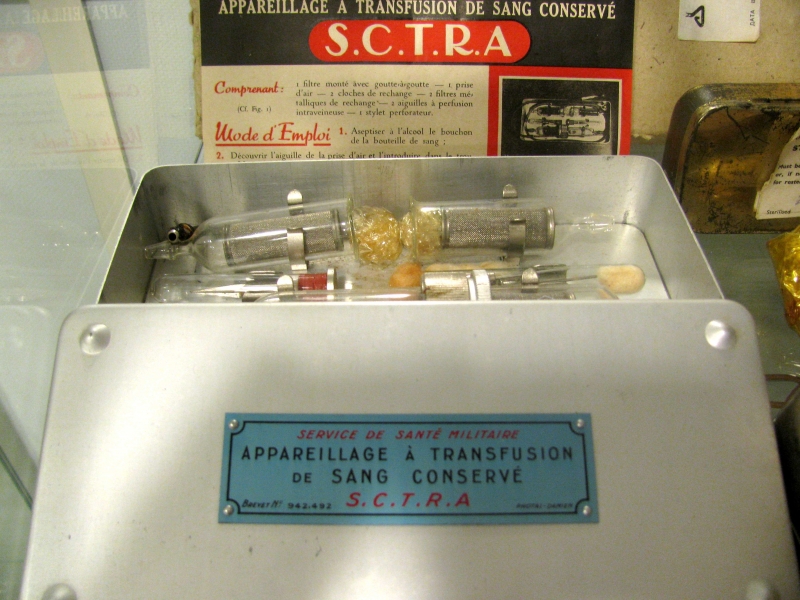 APPAREILLAGE À TRANSFUSION DE SANG CONSERVÉ
S.C.T.R.A
Comprenant:
(Cf. Fig. 1)
1 filtre monté avec goutte-à-goutte — 1 prise
d'air — 2 cloches de rechange — 2 filtres mé-
talliques de rechange — 2 aiguilles à perfusion
intraveineuse — 1 stylet perforateur.
Mode d'Emploi 1. Aseptiser à l'alcool le bouchon
de la bouteille de sang ;
2. Découvrir l'aiguille de la prise d'air et l'introduire dans le
DATA
Sterilized
SERVICE DE SANTÉ MILITAIRE
APPAREILLAGE À TRANSFUSION
DE SANG CONSERVÉ
BREVET N° 942.492 S.C.T.R.A